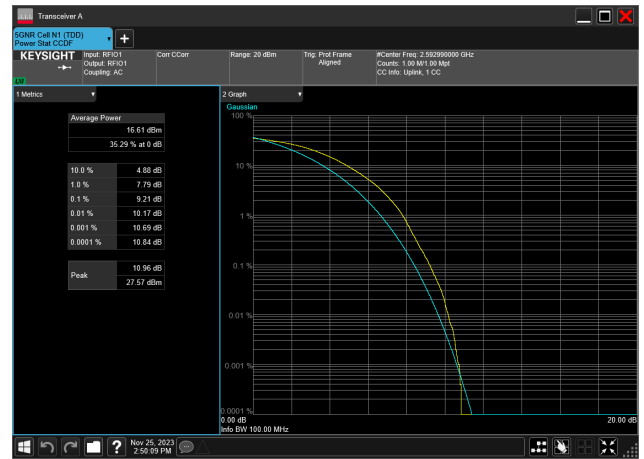 Transceiver A
5GNR Cell N1 (TDD)
Power Stat CCDF
KEYSIGHT
LXI
Input: RFIO1
Output: RFIO1
Coupling: AC
Corr CCorr
Range: 20 dBm
Trig: Prot Frame
Aligned
#Center Freq: 2.592990000 GHz
Counts: 1.00 M/1.00 Mpt
CC Info: Uplink, 1 CC
1 Metrics
Average Power
16.61 dBm
35.29 % at 0 dB
10.0 % 4.88 dB
1.0 % 7.79 dB
0.1 % 9.21 dB
0.01 % 10.17 dB
0.001 % 10.69 dB
0.0001 % 10.84 dB
Peak
10.96 dB
27.57 dBm
2 Graph
Gaussian
100 %
10 %
1 %
0.1 %
0.01 %
0.001 %
0.0001 %
0.00 dB 20.00 dB
Info BW 100.00 MHz
?
Nov 25, 2023
2:50:09 PM